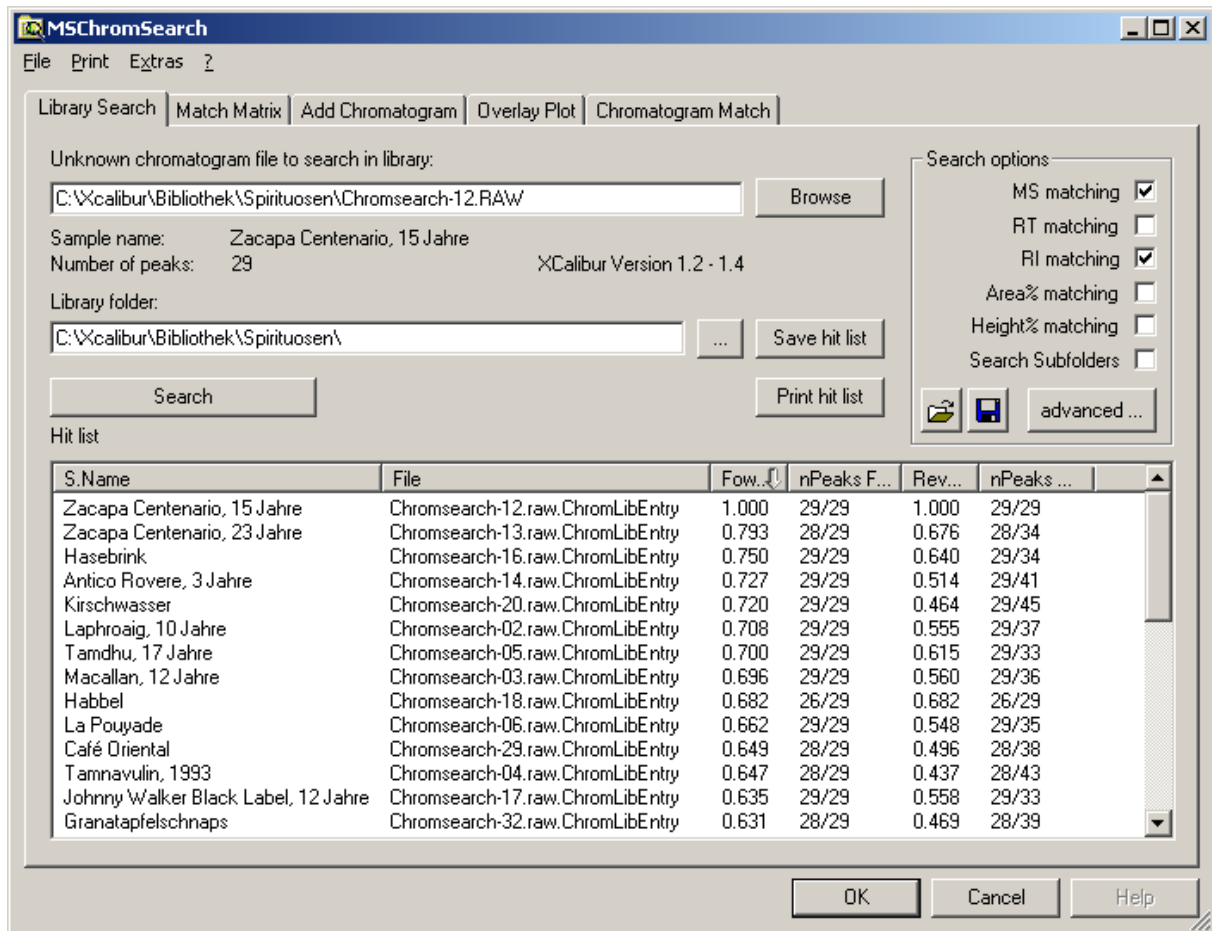 MSChromSearch
File Print Extras ?
Library Search Match Matrix Add Chromatogram Overlay Plot Chromatogram Match
Unknown chromatogram file to search in library:
C:\Xcalibur\Bibliothek\Spirituosen\Chromsearch-12.RAW
Browse
Sample name: Zacapa Centenario, 15 Jahre
Number of peaks: 29 XCalibur Version 1.2 - 1.4
Library folder:
C:\Xcalibur\Bibliothek\Spirituosen\
... Save hit list
Search Print hit list
Search options
MS matching
RT matching
RI matching
Area% matching
Height% matching
Search Subfolders
advanced ...
Hit list
S.Name File Fow... nPeaks F... Rev... nPeaks ...
Zacapa Centenario, 15 Jahre Chromsearch-12.raw.ChromLibEntry 1.000 29/29 1.000 29/29
Zacapa Centenario, 23 Jahre Chromsearch-13.raw.ChromLibEntry 0.793 28/29 0.676 28/34
Hasebrink Chromsearch-16.raw.ChromLibEntry 0.750 29/29 0.640 29/34
Antico Rovere, 3 Jahre Chromsearch-14.raw.ChromLibEntry 0.727 29/29 0.514 29/41
Kirschwasser Chromsearch-20.raw.ChromLibEntry 0.720 29/29 0.464 29/45
Laphroaig, 10 Jahre Chromsearch-02.raw.ChromLibEntry 0.708 29/29 0.555 29/37
Tamdhu, 17 Jahre Chromsearch-05.raw.ChromLibEntry 0.700 29/29 0.615 29/33
Macallan, 12 Jahre Chromsearch-03.raw.ChromLibEntry 0.696 29/29 0.560 29/36
Habbel Chromsearch-18.raw.ChromLibEntry 0.682 26/29 0.682 26/29
La Pouyade Chromsearch-06.raw.ChromLibEntry 0.662 29/29 0.548 29/35
Café Oriental Chromsearch-29.raw.ChromLibEntry 0.649 28/29 0.496 28/38
Tamnavulin, 1993 Chromsearch-04.raw.ChromLibEntry 0.647 28/29 0.437 28/43
Johnny Walker Black Label, 12 Jahre Chromsearch-17.raw.ChromLibEntry 0.635 29/29 0.558 29/33
Granatapfelschnaps Chromsearch-32.raw.ChromLibEntry 0.631 28/29 0.469 28/39
OK Cancel Help